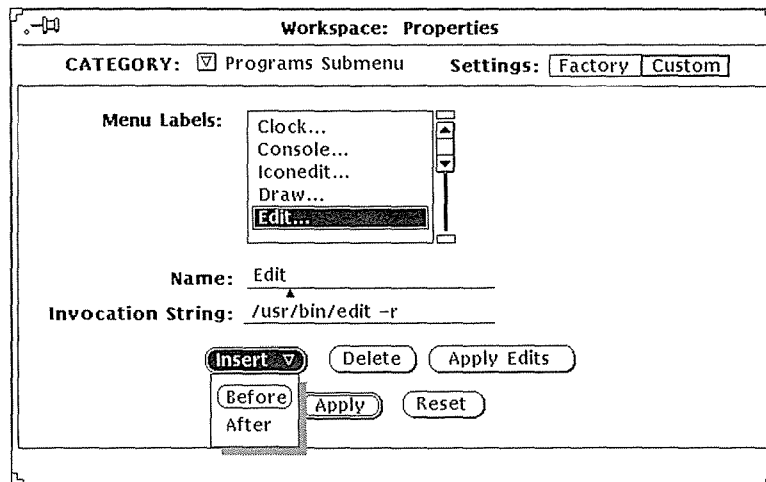 Workspace: Properties
CATEGORY: Programs Submenu Settings: Factory Custom
Menu Labels:
Clock...
Console...
Iconedit...
Draw...
Edit...
Name: Edit
Invocation String: /usr/bin/edit -r
Insert Delete Apply Edits
Before Apply Reset
After